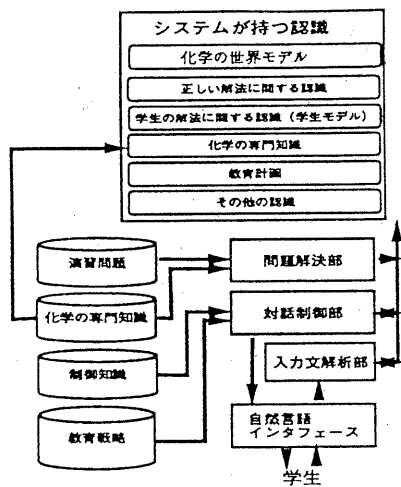 システムが持つ認識
化学の世界モデル
正しい解法に関する認識
学生の解法に関する認識（学生モデル）
化学の専門知識
教育計画
その他の認識
演習問題
問題解決部
化学の専門知識
対話制御部
制御知識
入力文解析部
教育戦略
自然言語
インタフェース
学生